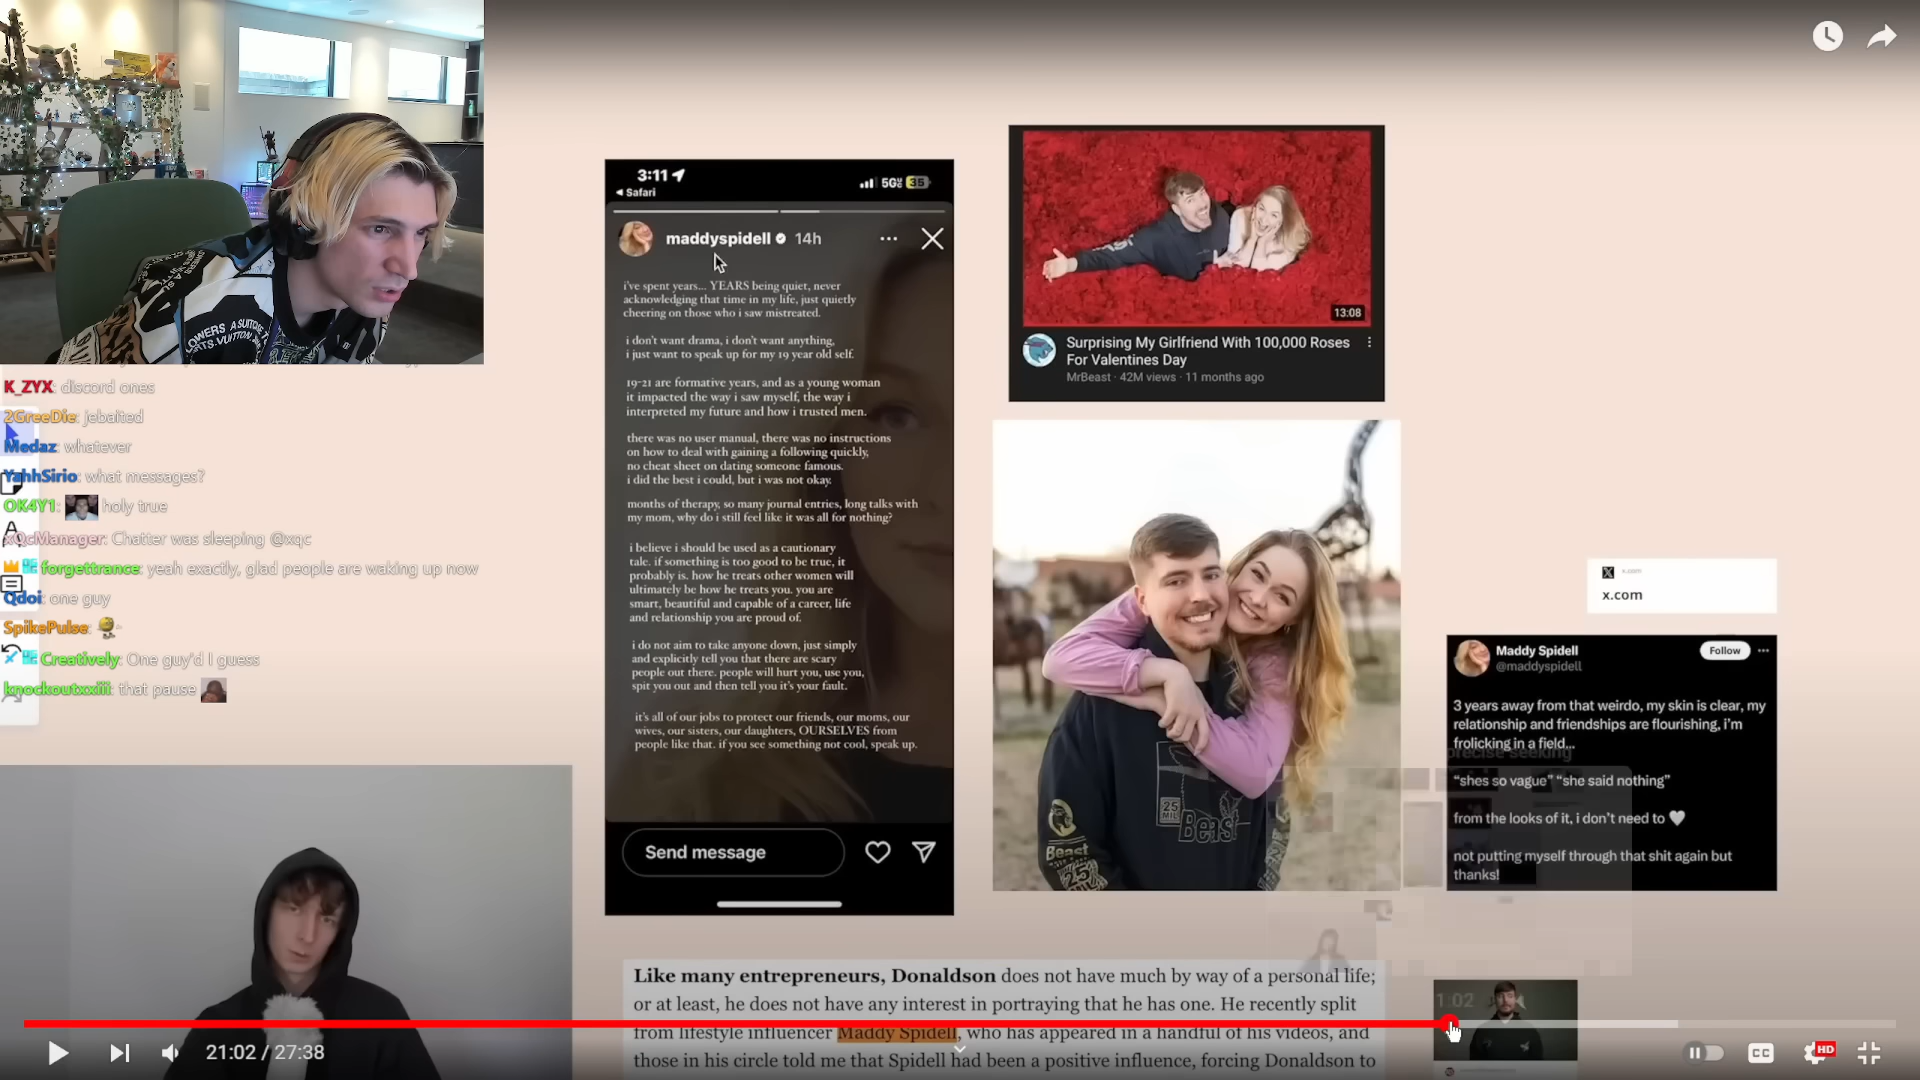 LOWERS A SUIT
ARTS-VUITTON
K_ZYX: discord ones
2GreeDie: Jebaited
Medaz: whatever
YahhSirio: what messages?
OK4Y1: holy true
xQcManager: Chatter was sleeping @xqc
forgettrance: yeah exactly, glad people are waking up now
Qdoi: one guy
SpikePulse:
Creatively: One guy'd I guess
knockoutxxiii: that pause
3:11
Safari
5G 35
maddyspidell 14h
i've spent years... YEARS being quiet, never
acknowledging that time in my life, just quietly
cheering on those who i saw mistreated.
i don't want drama, i don't want anything,
i just want to speak up for my 19 year old self.
19-21 are formative years, and as a young woman
it impacted the way i saw myself, the way i
interpreted my future and how i trusted men.
there was no user manual, there was no instructions
on how to deal with gaining a following quickly,
no cheat sheet on dating someone famous.
i did the best i could, but i was not okay.
months of therapy, so many journal entries, long talks with
my mom, why do i still feel like it was all for nothing?
i believe i should be used as a cautionary
tale. if something is too good to be true, it
probably is. how he treats other women will
ultimately be how he treats you. you are
smart, beautiful and capable of a career, life
and relationship you are proud of.
i do not aim to take anyone down, just simply
and explicitly tell you that there are scary
people out there. people will hurt you, use you,
spit you out and then tell you it's your fault.
it's all of our jobs to protect our friends, our moms, our
wives, our sisters, our daughters, OURSELVES from
people like that. if you see something not cool, speak up.
Send message
13:08
Surprising My Girlfriend With 100,000 Roses
For Valentines Day
MrBeast · 42M views · 11 months ago
25
MIL
Beast
Beast
25
x.com
x.com
Maddy Spidell
@maddyspidell
Follow
3 years away from that weirdo, my skin is clear, my
relationship and friendships are flourishing, i'm
frolicking in a field...
precise seeking
"shes so vague" "she said nothing"
from the looks of it, i don't need to
not putting myself through that shit again but
thanks!
Like many entrepreneurs, Donaldson does not have much by way of a personal life;
or at least, he does not have any interest in portraying that he has one. He recently split
from lifestyle influencer Maddy Spidell, who has appeared in a handful of his videos, and
those in his circle told me that Spidell had been a positive influence, forcing Donaldson to
21:02 / 27:38
CC
HD